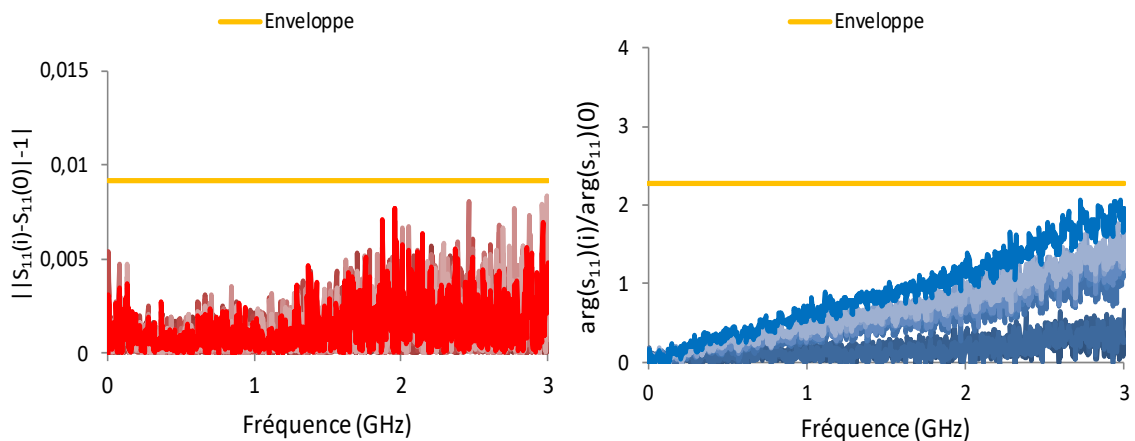 Enveloppe
||S₁₁(i)-S₁₁(0)|-1|
0,015
0,01
0,005
0
0 1 2 3
Fréquence (GHz)
Enveloppe
arg(s₁₁)(i)/arg(s₁₁)(0)
4
3
2
1
0
0 1 2 3
Fréquence (GHz)